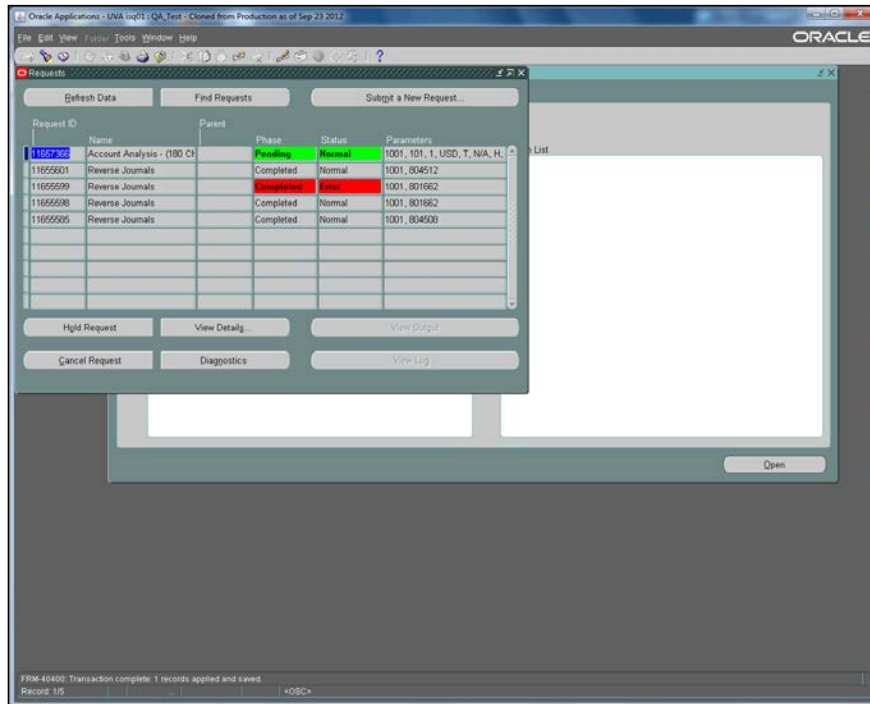 Oracle Applications - UVA isq01 : QA_Test - Cloned from Production as of Sep 23 2012
File Edit View Folder Tools Window Help
ORACLE
Requests
Refresh Data Find Requests Submit a New Request...
Request ID Parent
Name Phase Status Parameters
11657366 Account Analysis - (180 Ch Pending Normal 1001, 101, 1, USD, T, N/A, H,
11655601 Reverse Journals Completed Normal 1001, 804512
11655599 Reverse Journals Completed Error 1001, 801662
11655598 Reverse Journals Completed Normal 1001, 801662
11655585 Reverse Journals Completed Normal 1001, 804508
List
Hold Request View Details... View Output
Cancel Request Diagnostics View Log...
Open
FRM-40400: Transaction complete: 1 records applied and saved.
Record: 1/5 ... <OSC>